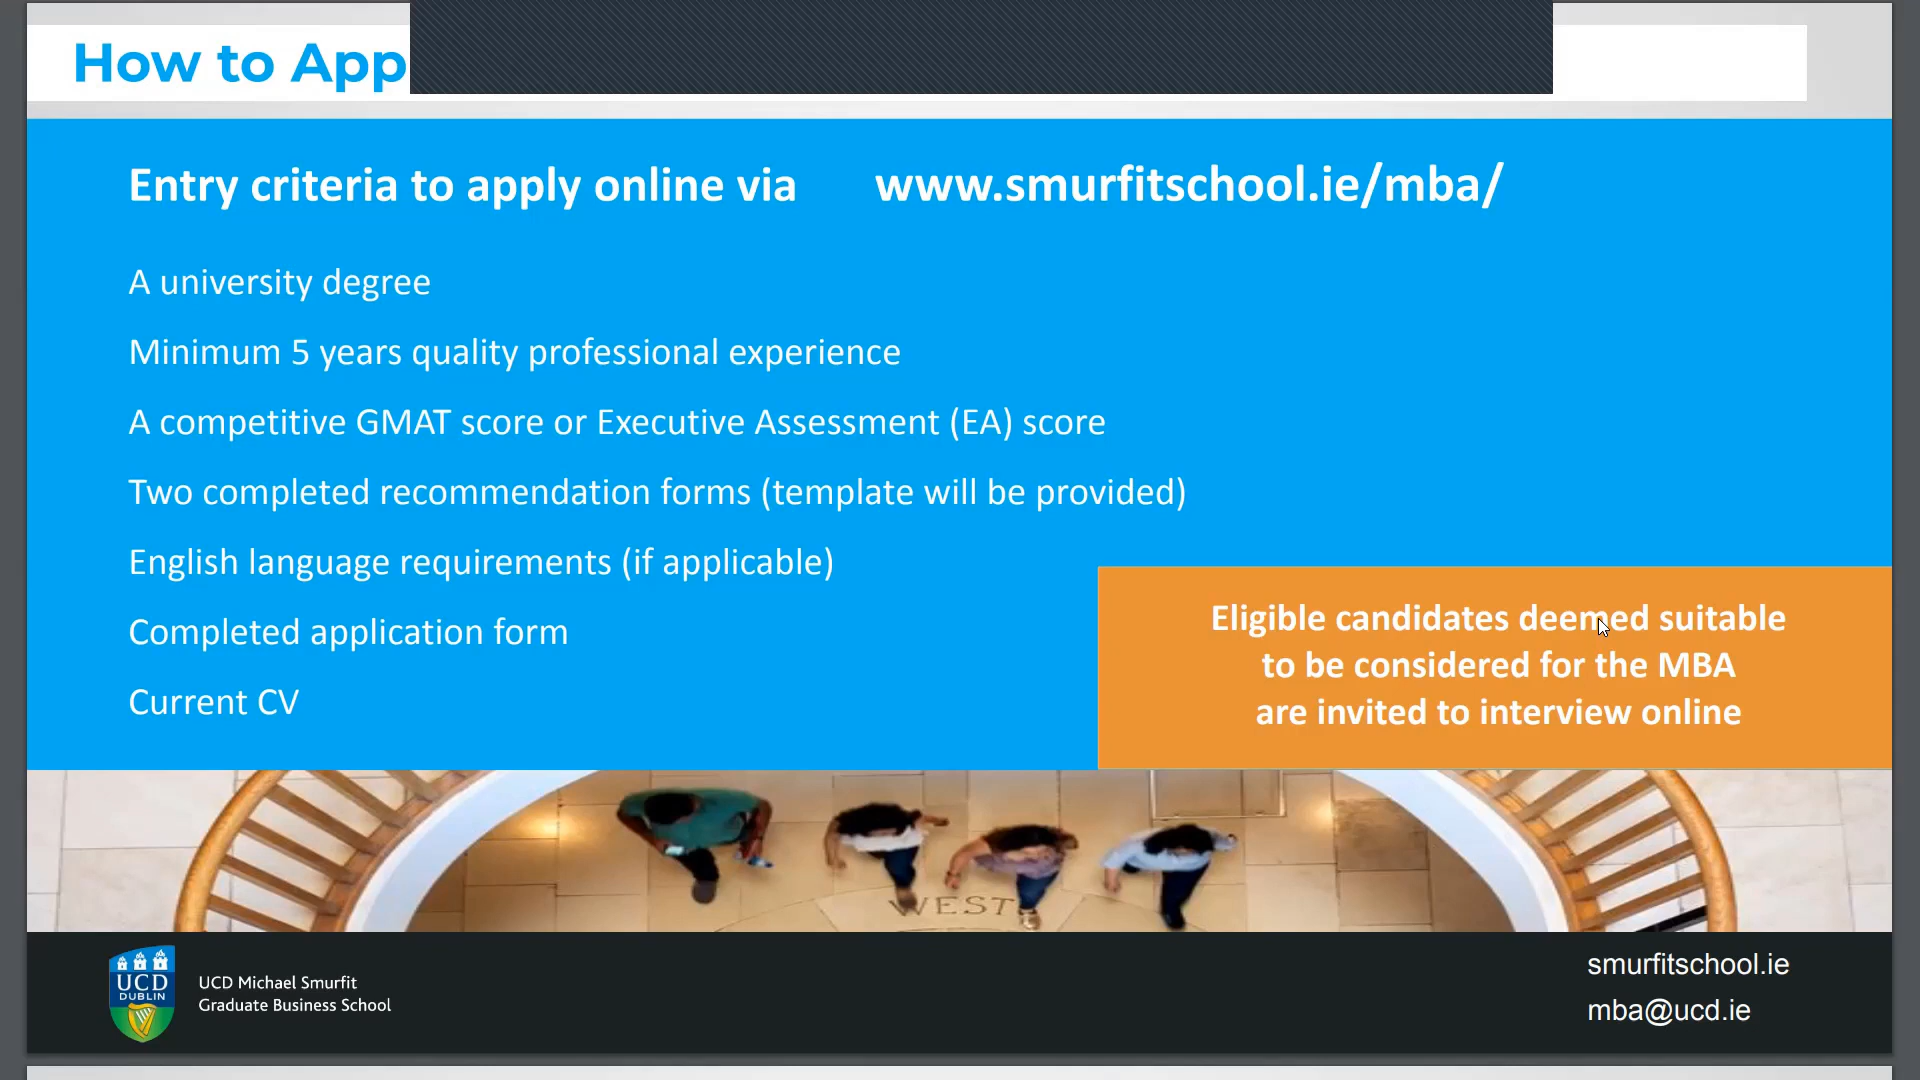 How to App
Entry criteria to apply online via www.smurfitschool.ie/mba/
A university degree
Minimum 5 years quality professional experience
A competitive GMAT score or Executive Assessment (EA) score
Two completed recommendation forms (template will be provided)
English language requirements (if applicable)
Completed application form
Current CV
Eligible candidates deemed suitable
to be considered for the MBA
are invited to interview online
WEST
UCD
DUBLIN
UCD Michael Smurfit
Graduate Business School
smurfitschool.ie
mba@ucd.ie